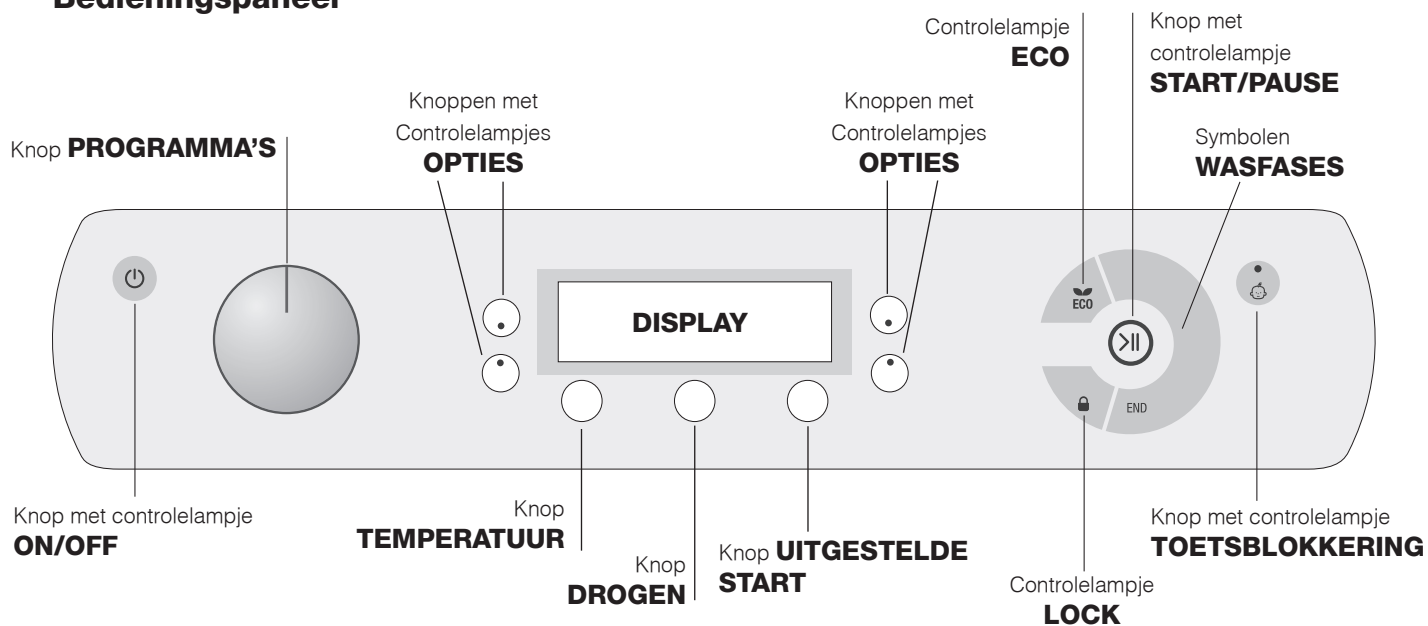 Bedieningspaneel
Controlelampje
ECO
Knop met
controlelampje
START/PAUSE
Knoppen met
Controlelampjes
OPTIES
Knoppen met
Controlelampjes
OPTIES
Knop PROGRAMMA'S
Symbolen
WASFASES
ECO
DISPLAY
END
Knop met controlelampje
ON/OFF
Knop
TEMPERATUUR
Knop
DROGEN
Knop UITGESTELDE
START
Controlelampje
LOCK
Knop met controlelampje
TOETSBLOKKERING